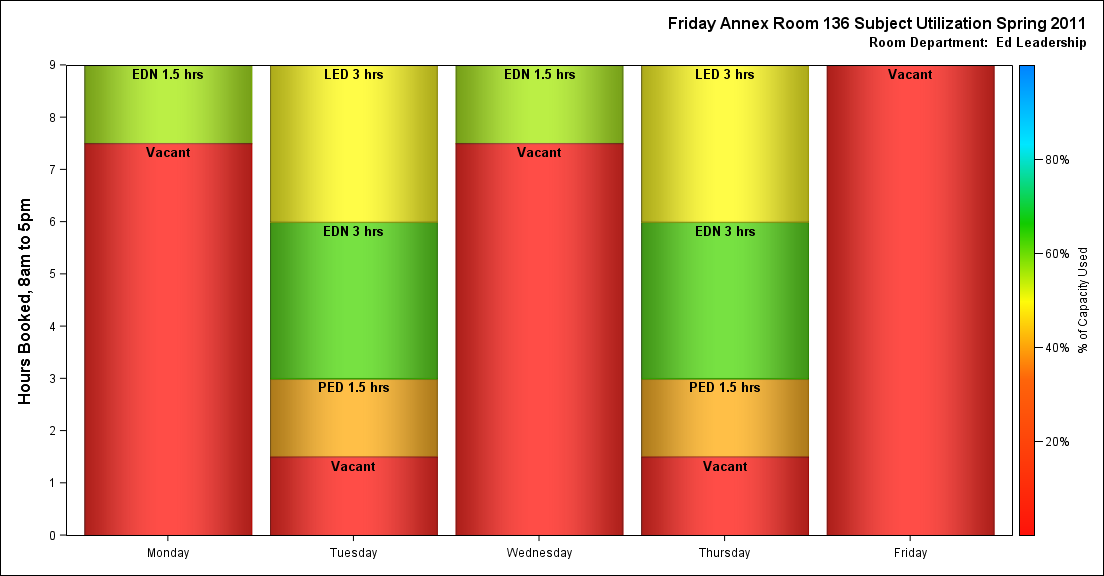 Friday Annex Room 136 Subject Utilization Spring 2011
Room Department:  Ed Leadership
Hours Booked, 8am to 5pm
9
8
7
6
5
4
3
2
1
0
EDN 1.5 hrs
Vacant
LED 3 hrs
EDN 3 hrs
PED 1.5 hrs
Vacant
EDN 1.5 hrs
Vacant
LED 3 hrs
EDN 3 hrs
PED 1.5 hrs
Vacant
Vacant
Monday
Tuesday
Wednesday
Thursday
Friday
80%
60%
40%
20%
% of Capacity Used